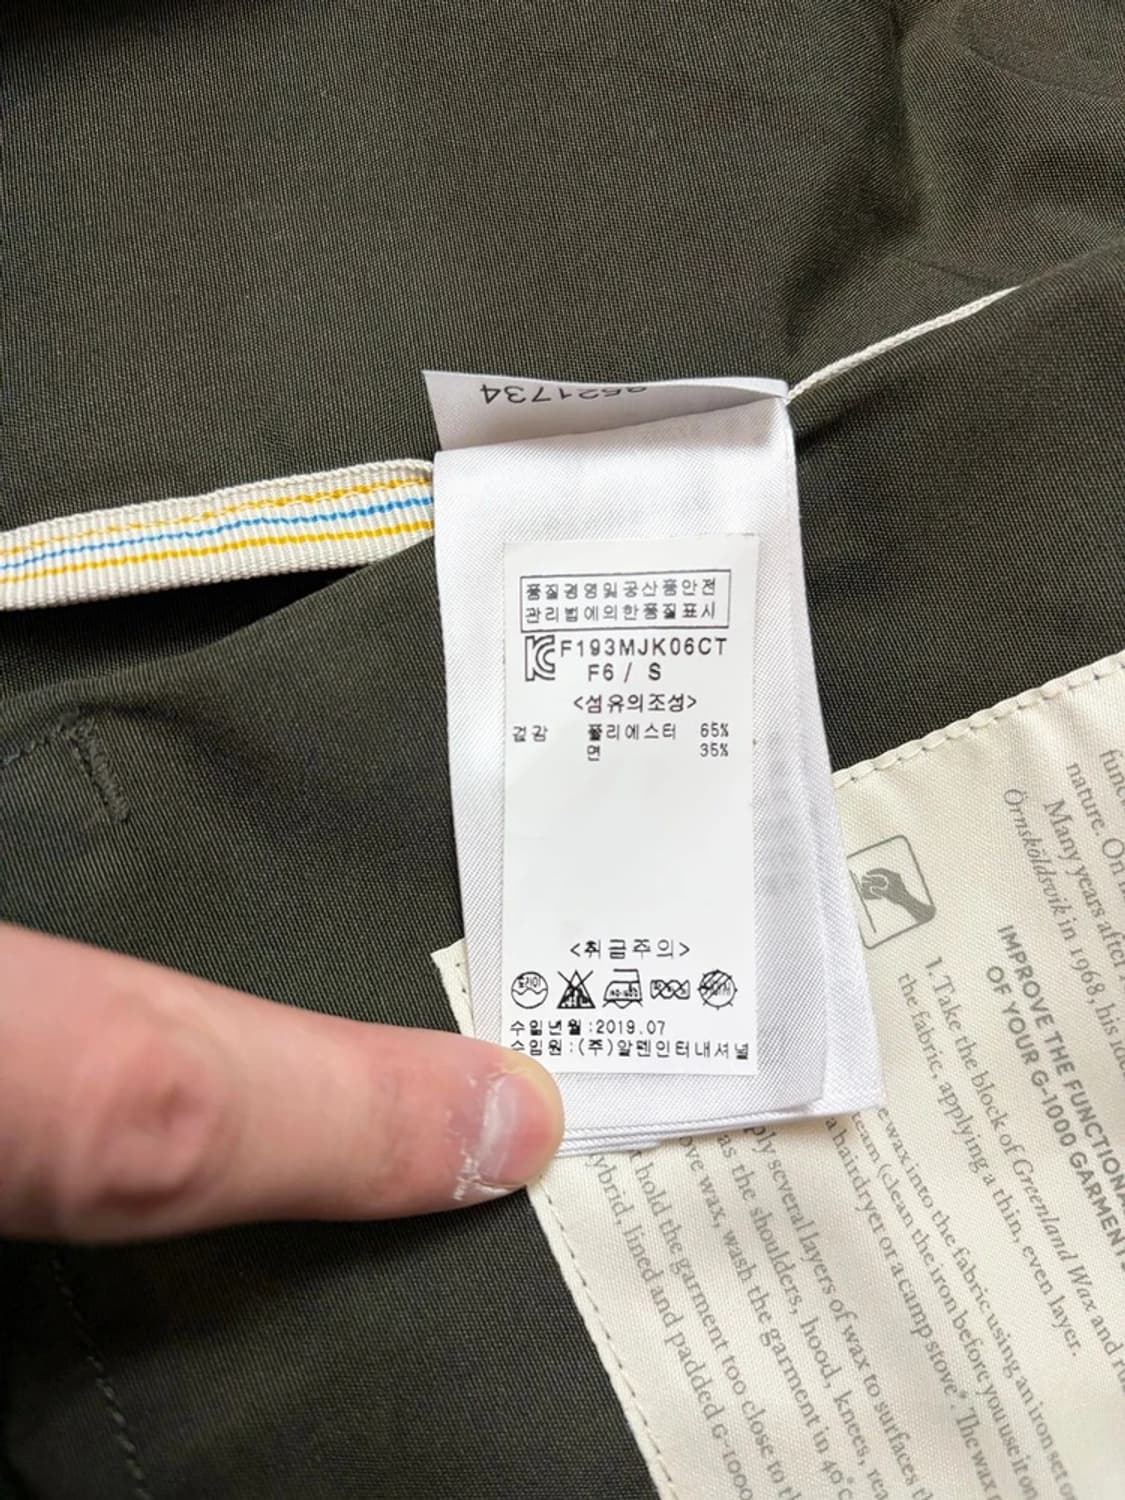 품질경영및공산품안전
관리법에의한품질표시
F193MJK06CT
F6 / S
<섬유의조성>
겉감 폴리에스터 65%
면 35%
<취급주의>
수입년월:2019.07
수입원:(주)알펜인터내셔널
21734
nature. On
Many years after
Örnsköldsvik in 1968, his
IMPROVE THE FUNCTION
OF YOUR G-1000 GARMENT
1. Take the block of Greenland Wax and
the fabric, applying a thin, even layer.
wax into the fabric using an iron set
(clean the iron before you use it
a hairdryer or a camp stove*. The wax
several layers of wax to surfaces
as the shoulders, hood, knees,
wax, wash the garment in 40°
hold the garment too close to
lined and padded G-1000